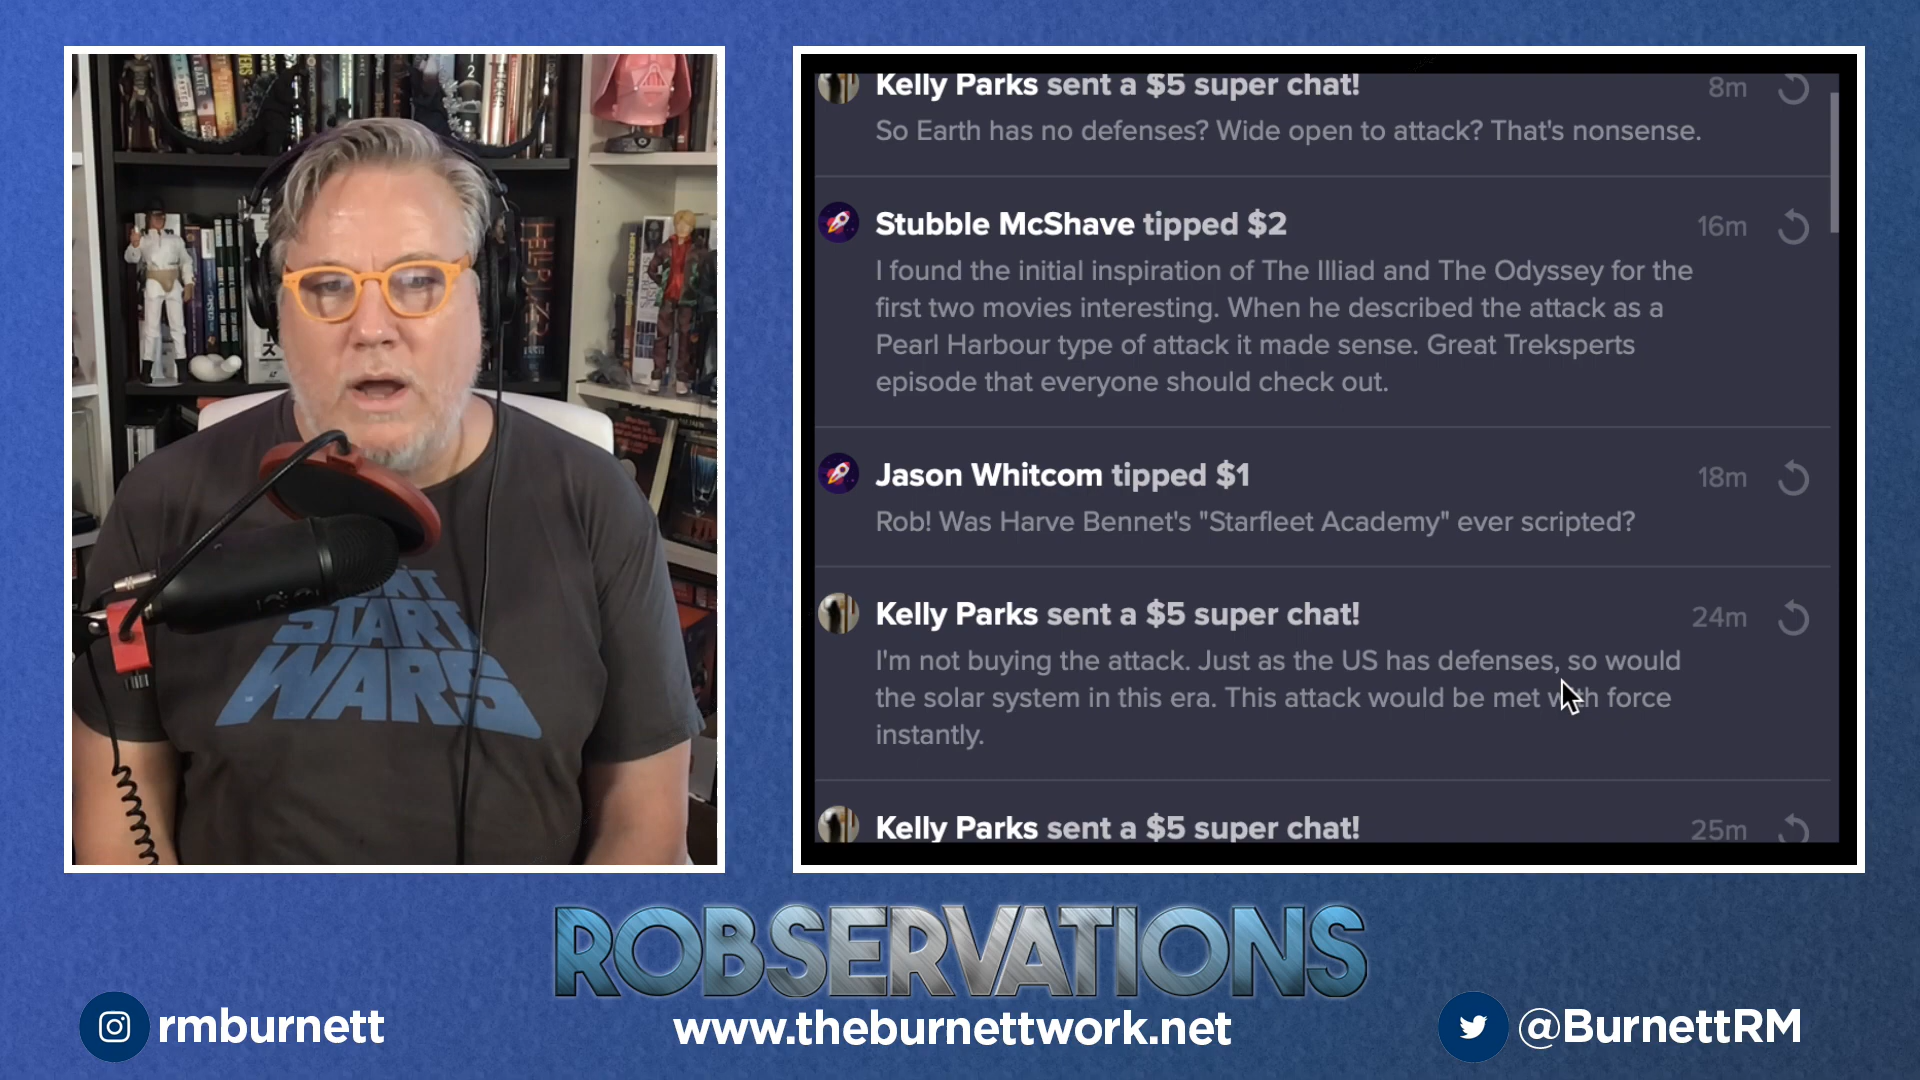 Kelly Parks sent a $5 super chat!
8m
So Earth has no defenses? Wide open to attack? That's nonsense.
Stubble McShave tipped $2
16m
I found the initial inspiration of The Illiad and The Odyssey for the
first two movies interesting. When he described the attack as a
Pearl Harbour type of attack it made sense. Great Treksperts
episode that everyone should check out.
Jason Whitcom tipped $1
18m
Rob! Was Harve Bennet's "Starfleet Academy" ever scripted?
Kelly Parks sent a $5 super chat!
24m
I'm not buying the attack. Just as the US has defenses, so would
the solar system in this era. This attack would be met with force
instantly.
Kelly Parks sent a $5 super chat!
25m
START
WARS
ROBSERVATIONS
rmburnett
www.theburnettwork.net
@BurnettRM